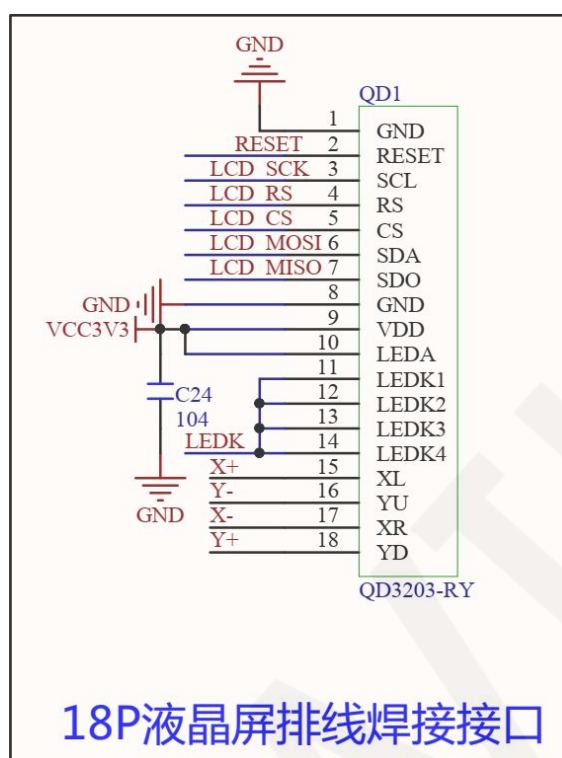 GND
QD1
1 GND
RESET 2 RESET
LCD SCK 3 SCL
LCD RS 4 RS
LCD CS 5 CS
LCD MOSI 6 SDA
LCD MISO 7 SDO
GND 8 GND
VCC3V3 9 VDD
10 LEDA
11 LEDK1
C24 12 LEDK2
104 13 LEDK3
LEDK 14 LEDK4
X+ 15 XL
Y- 16 YU
GND X- 17 XR
Y+ 18 YD
QD3203-RY
18P液晶屏排线焊接接口